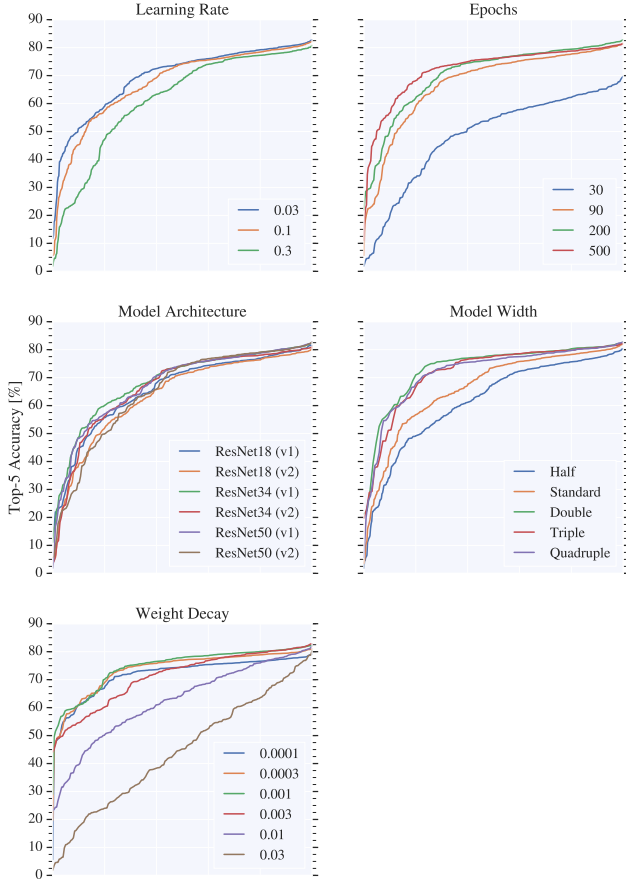 Learning Rate
90
80
70
60
50
40
30
20
10
0
0.03
0.1
0.3
Epochs
30
90
200
500
Model Architecture
90
80
70
60
50
40
30
20
10
0
Top-5 Accuracy [%]
ResNet18 (v1)
ResNet18 (v2)
ResNet34 (v1)
ResNet34 (v2)
ResNet50 (v1)
ResNet50 (v2)
Model Width
Half
Standard
Double
Triple
Quadruple
Weight Decay
90
80
70
60
50
40
30
20
10
0
0.0001
0.0003
0.001
0.003
0.01
0.03